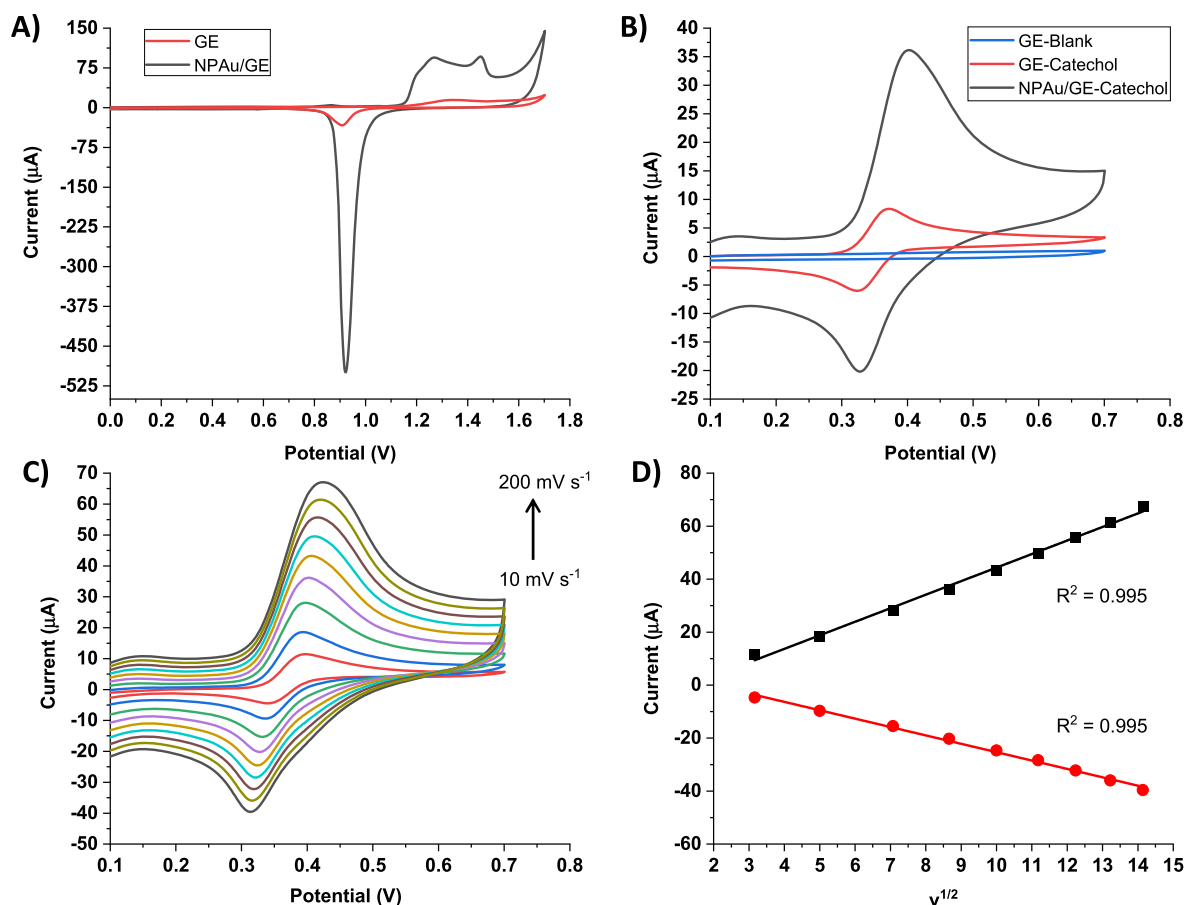 A)
150
75
0
-75
-150
-225
-300
-375
-450
-525
Current (μA)
GE
NPAu/GE
0.0 0.2 0.4 0.6 0.8 1.0 1.2 1.4 1.6 1.8
Potential (V)
B)
40
35
30
25
20
15
10
5
0
-5
-10
-15
-20
-25
Current (μA)
GE-Blank
GE-Catechol
NPAu/GE-Catechol
0.1 0.2 0.3 0.4 0.5 0.6 0.7 0.8
Potential (V)
C)
70
60
50
40
30
20
10
0
-10
-20
-30
-40
-50
Current (μA)
200 mV s⁻¹
10 mV s⁻¹
0.1 0.2 0.3 0.4 0.5 0.6 0.7 0.8
Potential (V)
D)
80
60
40
20
0
-20
-40
-60
Current (μA)
R² = 0.995
R² = 0.995
2 3 4 5 6 7 8 9 10 11 12 13 14 15
v¹ᐟ²